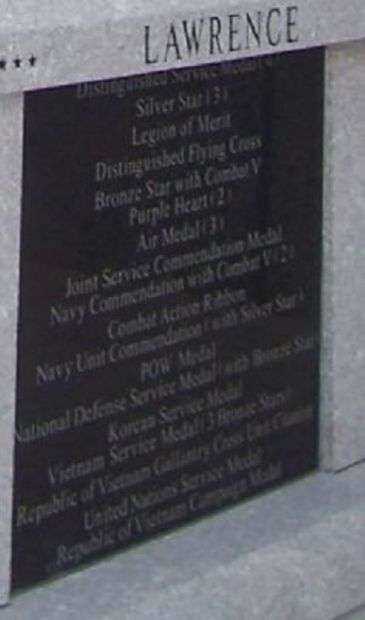 *** LAWRENCE
Distinguished Service Medal
Silver Star (3)
Legion of Merit
Distinguished Flying Cross
Bronze Star with Combat V
Purple Heart (2)
Air Medal (3)
Joint Service Commendation Medal
Navy Commendation with Combat V (2)
Combat Action Ribbon
Navy Unit Commendation (with Silver Star)
POW Medal
National Defense Service Medal (with Bronze Star
Korean Service Medal
Vietnam Service Medal (3 Bronze Stars)
Republic of Vietnam Gallantry Cross Unit Citation
United Nations Service Medal
Republic of Vietnam Campaign Medal